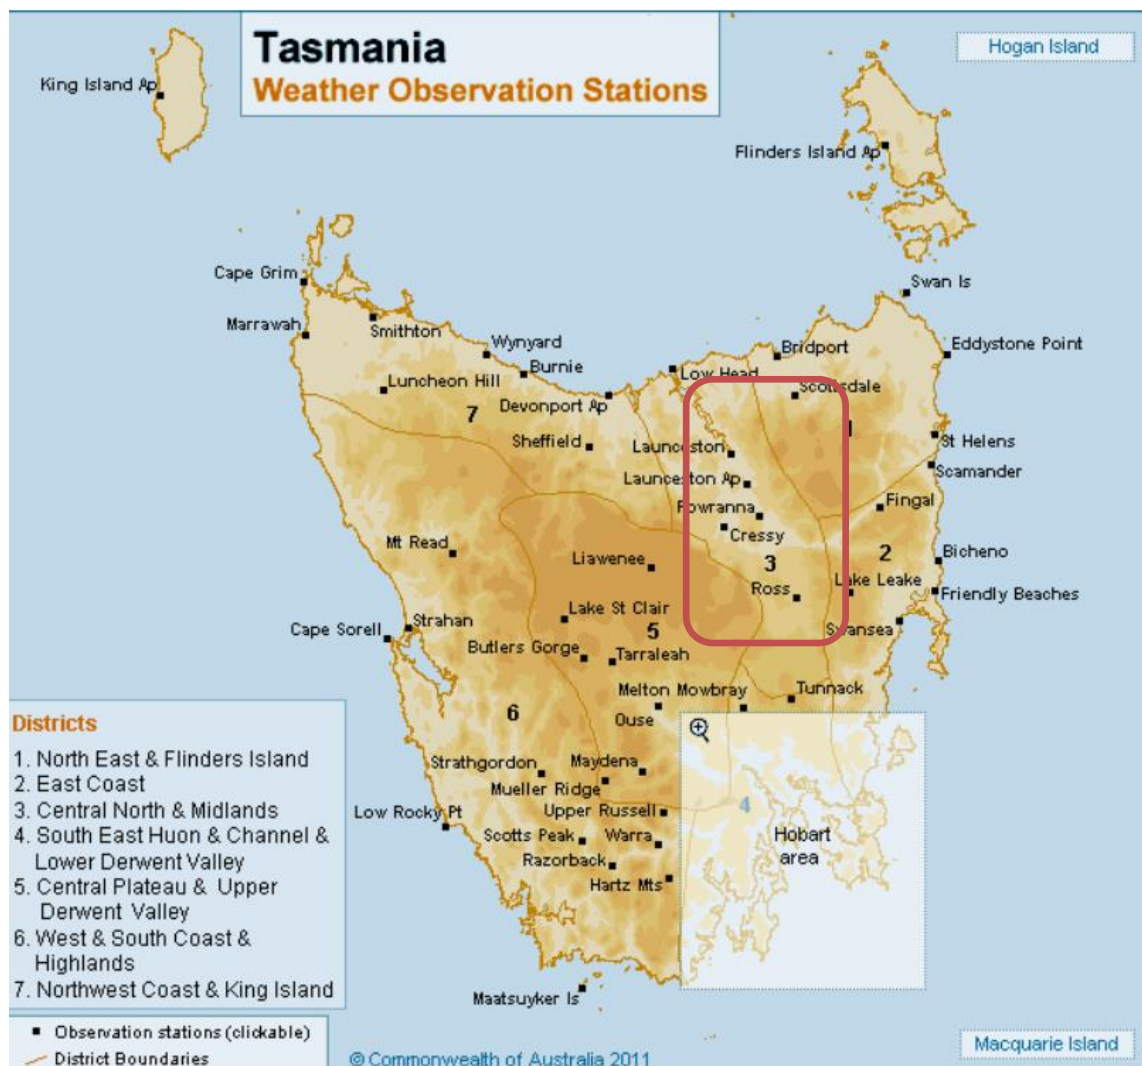 Tasmania
Weather Observation Stations
Hogan Island
King Island Ap
Flinders Island Ap
Cape Grim
Swan Is
Marrawah
Smithton
Wynyard
Bridport
Eddystone Point
Burnie
Low Head
Luncheon Hill
Scottsdale
Devonport Ap
7
1
Sheffield
Launceston
St Helens
Launceston Ap
Scamander
Powranna
Fingal
Cressy
Mt Read
Liawenee
3
2
Bicheno
Ross
Lake Leake
Friendly Beaches
Lake St Clair
Strahan
Cape Sorell
5
Swansea
Butlers Gorge
Tarraleah
Melton Mowbray
Tunnack
6
Ouse
Districts
1. North East & Flinders Island
2. East Coast
3. Central North & Midlands
4. South East Huon & Channel &
Lower Derwent Valley
5. Central Plateau & Upper
Derwent Valley
6. West & South Coast &
Highlands
7. Northwest Coast & King Island
Strathgordon
Maydena
Mueller Ridge
4
Low Rocky Pt
Upper Russell
Scotts Peak
Warra
Hobart
area
Razorback
Hartz Mts
Maatsuyker Is
Observation stations (clickable)
District Boundaries
© Commonwealth of Australia 2011
Macquarie Island